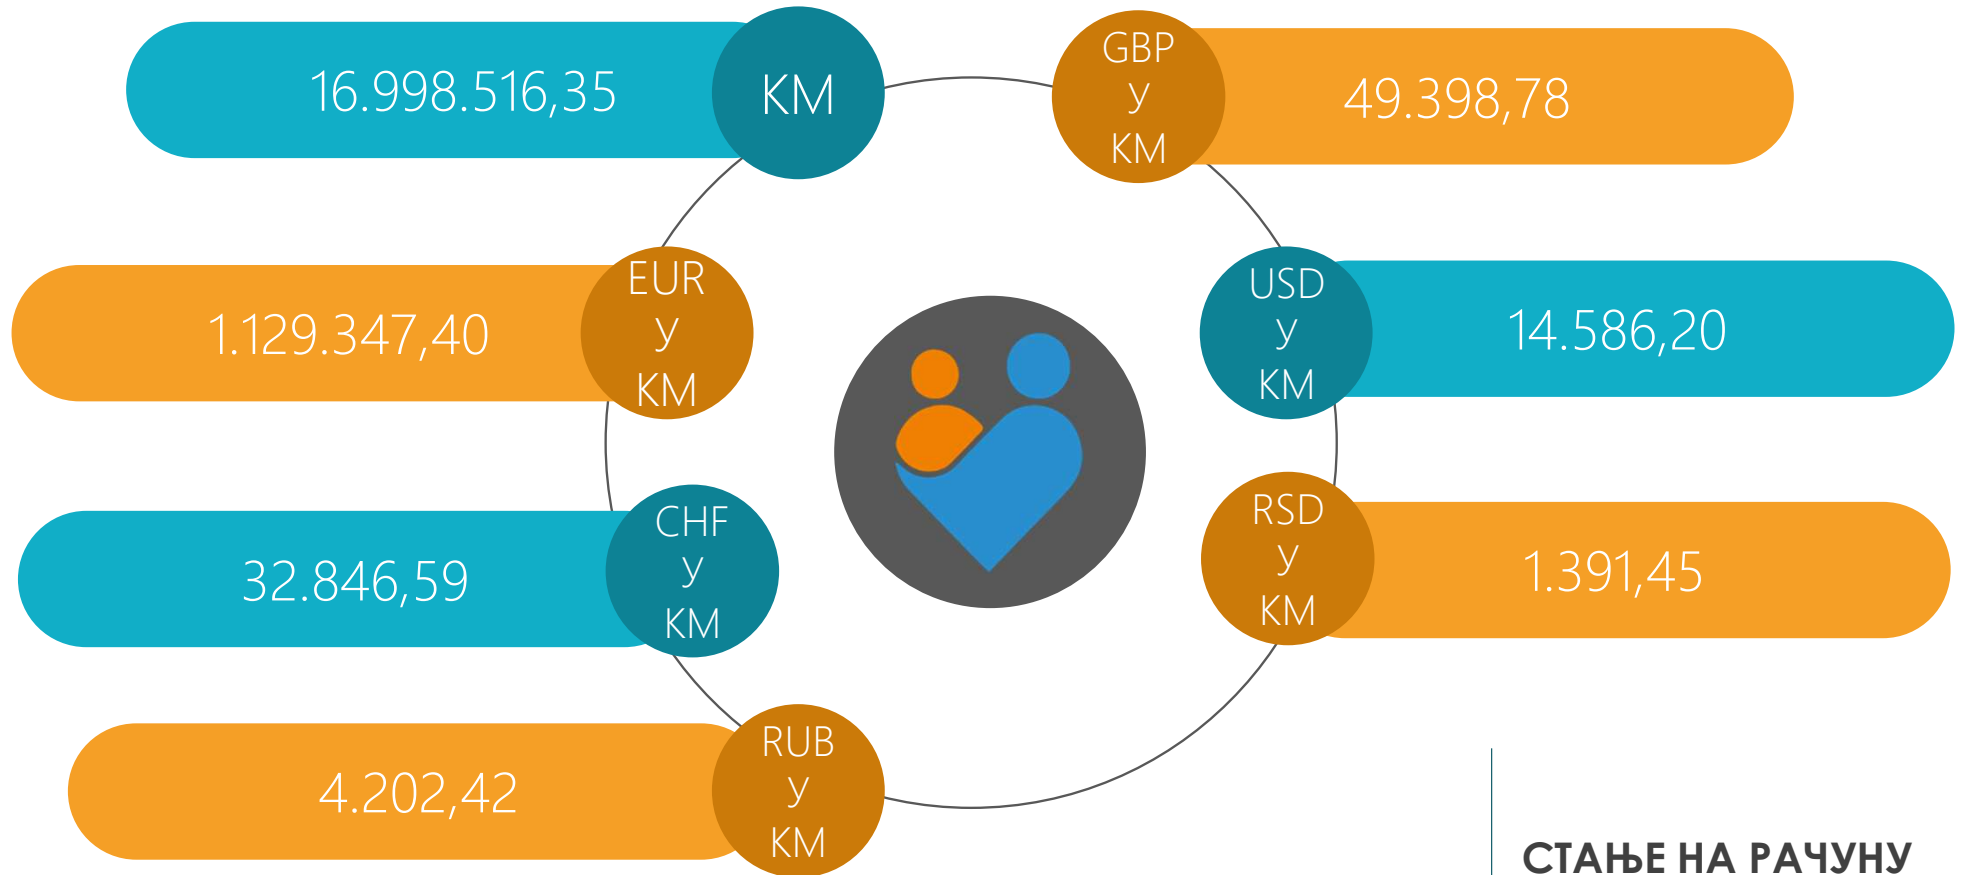 16.998.516,35
КМ
GBP
у
КМ
49.398,78
1.129.347,40
EUR
у
КМ
USD
у
КМ
14.586,20
32.846,59
CHF
у
КМ
RSD
у
КМ
1.391,45
4.202,42
RUB
у
КМ
СТАЊЕ НА РАЧУНУ